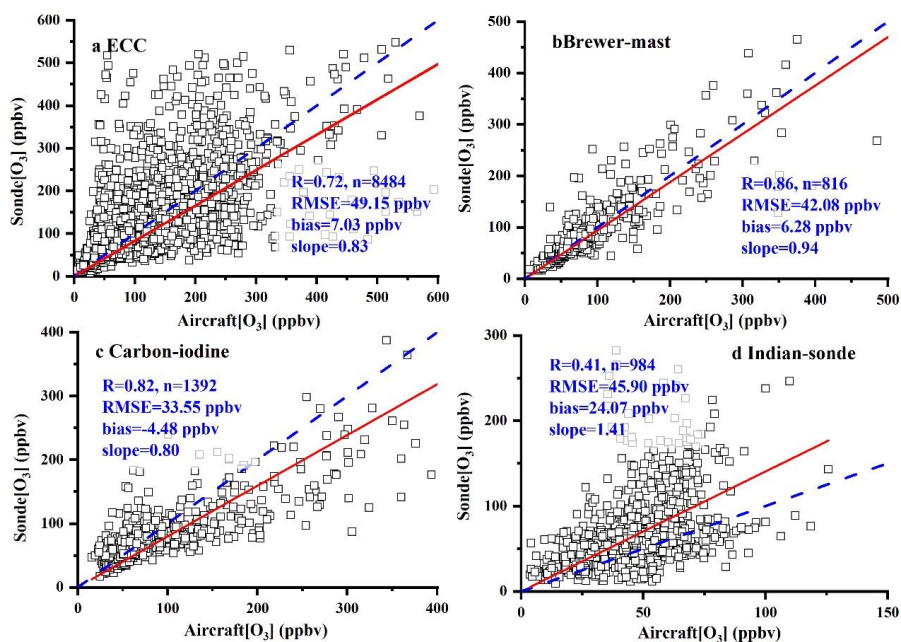 a ECC
600
500
400
300
200
100
0
Sonde[O₃] (ppbv)
R=0.72, n=8484
RMSE=49.15 ppbv
bias=7.03 ppbv
slope=0.83
0 100 200 300 400 500 600
Aircraft[O₃] (ppbv)
bBrewer-mast
500
400
300
200
100
0
Sonde[O₃] (ppbv)
R=0.86, n=816
RMSE=42.08 ppbv
bias=6.28 ppbv
slope=0.94
0 100 200 300 400 500
Aircraft[O₃] (ppbv)
c Carbon-iodine
400
300
200
100
0
Sonde[O₃] (ppbv)
R=0.82, n=1392
RMSE=33.55 ppbv
bias=-4.48 ppbv
slope=0.80
0 100 200 300 400
Aircraft[O₃] (ppbv)
d Indian-sonde
300
200
100
0
Sonde[O₃] (ppbv)
R=0.41, n=984
RMSE=45.90 ppbv
bias=24.07 ppbv
slope=1.41
0 50 100 150
Aircraft[O₃] (ppbv)